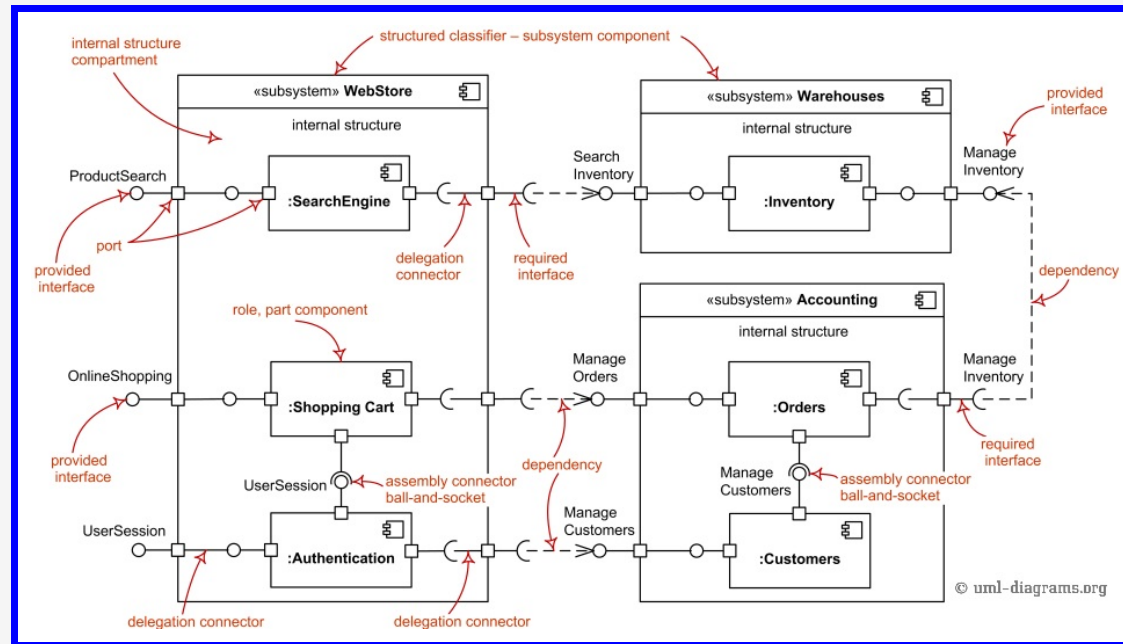 structured classifier – subsystem component
internal structure
compartment
«subsystem» WebStore
internal structure
«subsystem» Warehouses
internal structure
provided
interface
ProductSearch
:SearchEngine
Search
Inventory
:Inventory
Manage
Inventory
port
provided
interface
delegation
connector
required
interface
dependency
role, part component
«subsystem» Accounting
internal structure
OnlineShopping
:Shopping Cart
Manage
Orders
:Orders
Manage
Inventory
provided
interface
dependency
required
interface
UserSession
assembly connector
ball-and-socket
Manage
Customers
assembly connector
ball-and-socket
UserSession
:Authentication
Manage
Customers
:Customers
delegation connector
delegation connector
© uml-diagrams.org